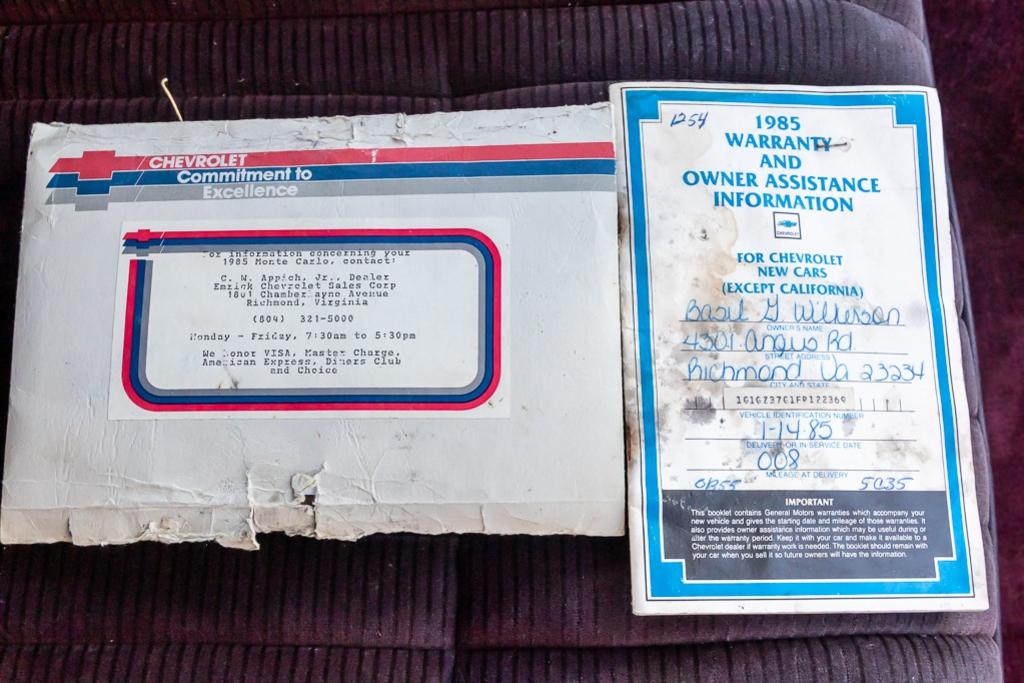 CHEVROLET
Commitment to
Excellence
For information concerning your
1985 Monte Carlo, contact:
C. W. Appich, Jr., Dealer
Emrick Chevrolet Sales Corp
1801 Chamberlayne Avenue
Richmond, Virginia
(804) 321-5000
Monday - Friday, 7:30am to 5:30pm
We honor VISA, Master Charge,
American Express, Diners Club
and Choice
1254
1985
WARRANTY
AND
OWNER ASSISTANCE
INFORMATION
CHEVROLET
FOR CHEVROLET
NEW CARS
(EXCEPT CALIFORNIA)
Basil G. Wilkerson
OWNER'S NAME
4301 Angus Rd.
STREET ADDRESS
Richmond Va 23234
CITY AND STATE
VEHICLE IDENTIFICATION NUMBER
1-14-85
DELIVERY OR IN SERVICE DATE
008
MILEAGE AT DELIVERY
5C35
IMPORTANT
This booklet contains General Motors warranties which accompany your
new vehicle and gives the starting date and mileage of those warranties. It
also provides owner assistance information which may be useful during or
after the warranty period. Keep it with your car and make it available to a
Chevrolet dealer if warranty work is needed. The booklet should remain with
your car when you sell it so future owners will have the information.